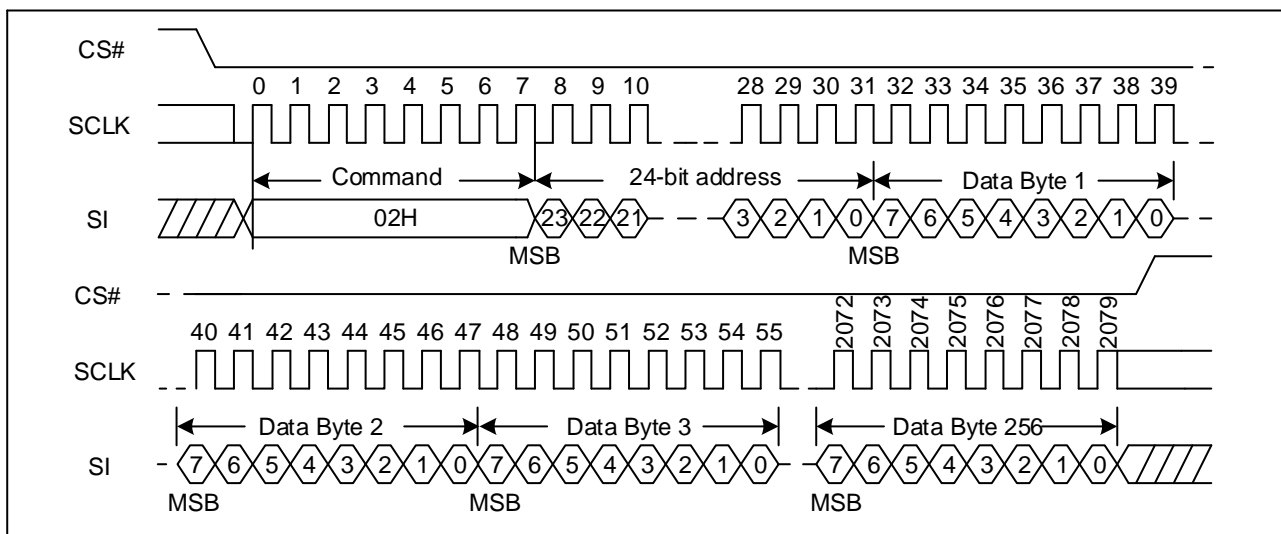 CS#
0 1 2 3 4 5 6 7 8 9 10 28 29 30 31 32 33 34 35 36 37 38 39
SCLK
Command 24-bit address Data Byte 1
SI 02H 23 22 21 3 2 1 0 7 6 5 4 3 2 1 0
MSB MSB
CS#
40 41 42 43 44 45 46 47 48 49 50 51 52 53 54 55 2072 2073 2074 2075 2076 2077 2078 2079
SCLK
Data Byte 2 Data Byte 3 Data Byte 256
SI 7 6 5 4 3 2 1 0 7 6 5 4 3 2 1 0 7 6 5 4 3 2 1 0
MSB MSB MSB